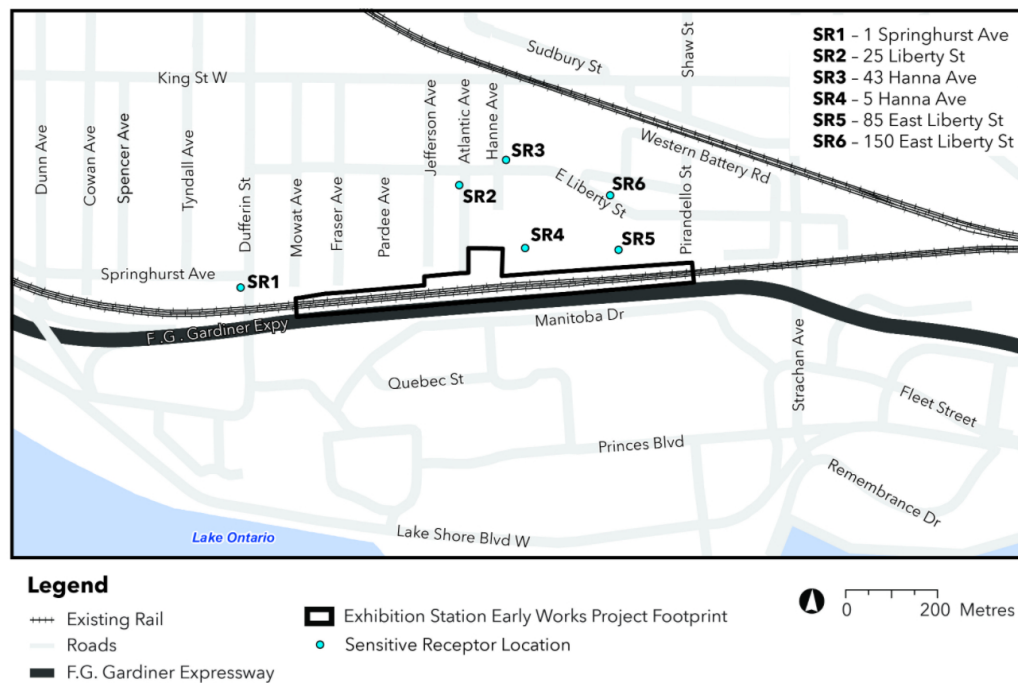 SR1 – 1 Springhurst Ave
SR2 – 25 Liberty St
SR3 – 43 Hanna Ave
SR4 – 5 Hanna Ave
SR5 – 85 East Liberty St
SR6 – 150 East Liberty St
Sudbury St
Shaw St
King St W
Western Battery Rd
Dunn Ave
Cowan Ave
Spencer Ave
Tyndall Ave
Dufferin St
Mowat Ave
Fraser Ave
Pardee Ave
Jefferson Ave
Atlantic Ave
Hanne Ave
SR3
SR2
SR6
E Liberty St
Pirandello St
SR4
SR5
Springhurst Ave
SR1
F.G. Gardiner Expy
Manitoba Dr
Strachan Ave
Quebec St
Fleet Street
Princes Blvd
Remembrance Dr
Lake Shore Blvd W
Lake Ontario
Legend
Existing Rail
Roads
F.G. Gardiner Expressway
Exhibition Station Early Works Project Footprint
Sensitive Receptor Location
0 200 Metres